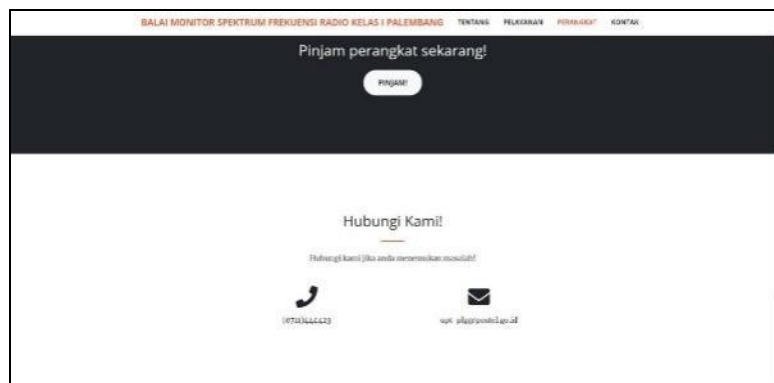 BALAI MONITOR SPEKTRUM FREKUENSI RADIO KELAS I PALEMBANG TENTANG PELAYANAN PERANGKAT KONTAK
Pinjam perangkat sekarang!
PINJAM!
Hubungi Kami!
Hubungi kami jika anda menemukan masalah!